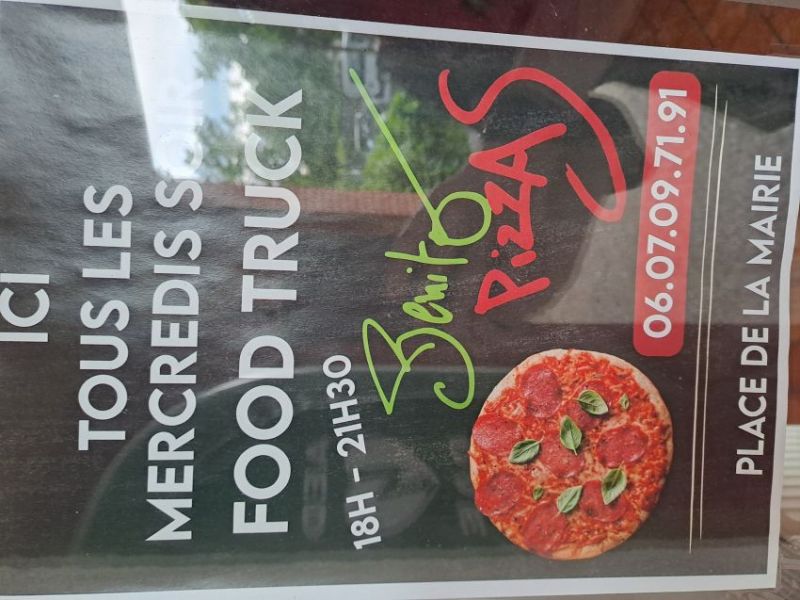 ICI
TOUS LES
MERCREDIS SOIR
FOOD TRUCK
18H - 21H30
Benito
PizzAS
06.07.09.71.91
PLACE DE LA MAIRIE